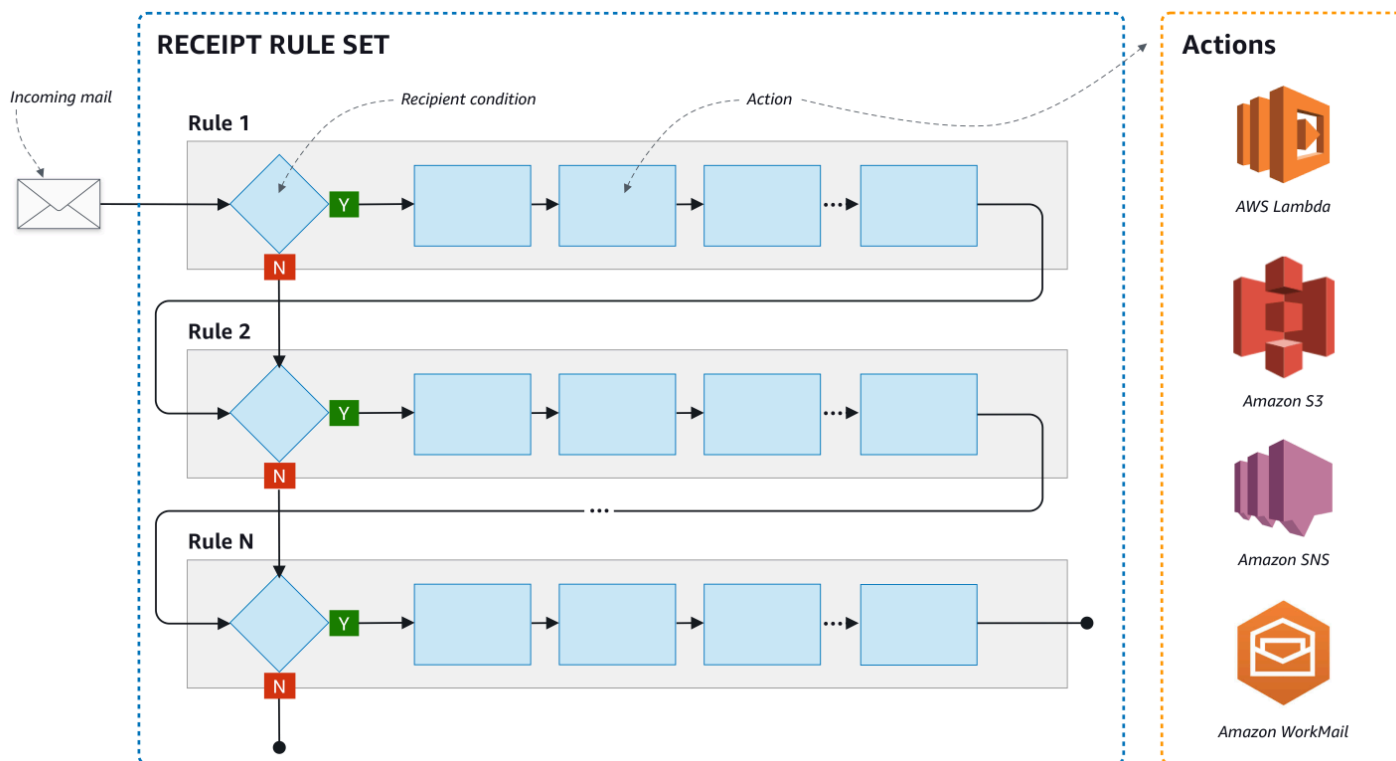 RECEIPT RULE SET
Actions
Incoming mail
Recipient condition
Action
Rule 1
Y
...
N
AWS Lambda
Rule 2
Y
...
N
Amazon S3
...
Rule N
Y
...
N
Amazon SNS
Amazon WorkMail